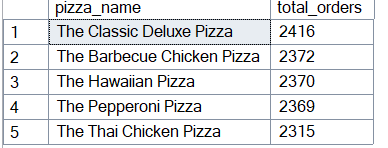 pizza_name total_orders
1 The Classic Deluxe Pizza 2416
2 The Barbecue Chicken Pizza 2372
3 The Hawaiian Pizza 2370
4 The Pepperoni Pizza 2369
5 The Thai Chicken Pizza 2315